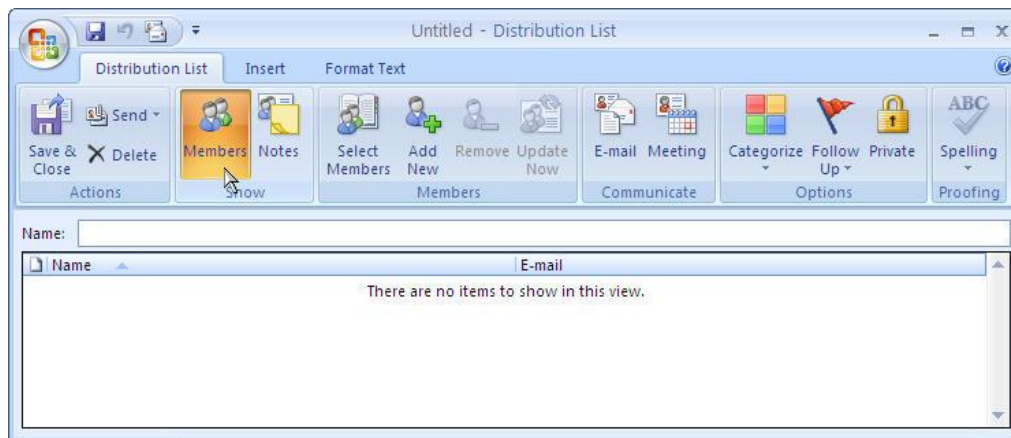 Untitled - Distribution List
Distribution List Insert Format Text
Save & Close
Send
Delete
Actions
Members
Notes
Show
Select Members
Add New
Remove
Update Now
Members
E-mail
Meeting
Communicate
Categorize
Follow Up
Private
Options
ABC
Spelling
Proofing
Name:
Name E-mail
There are no items to show in this view.